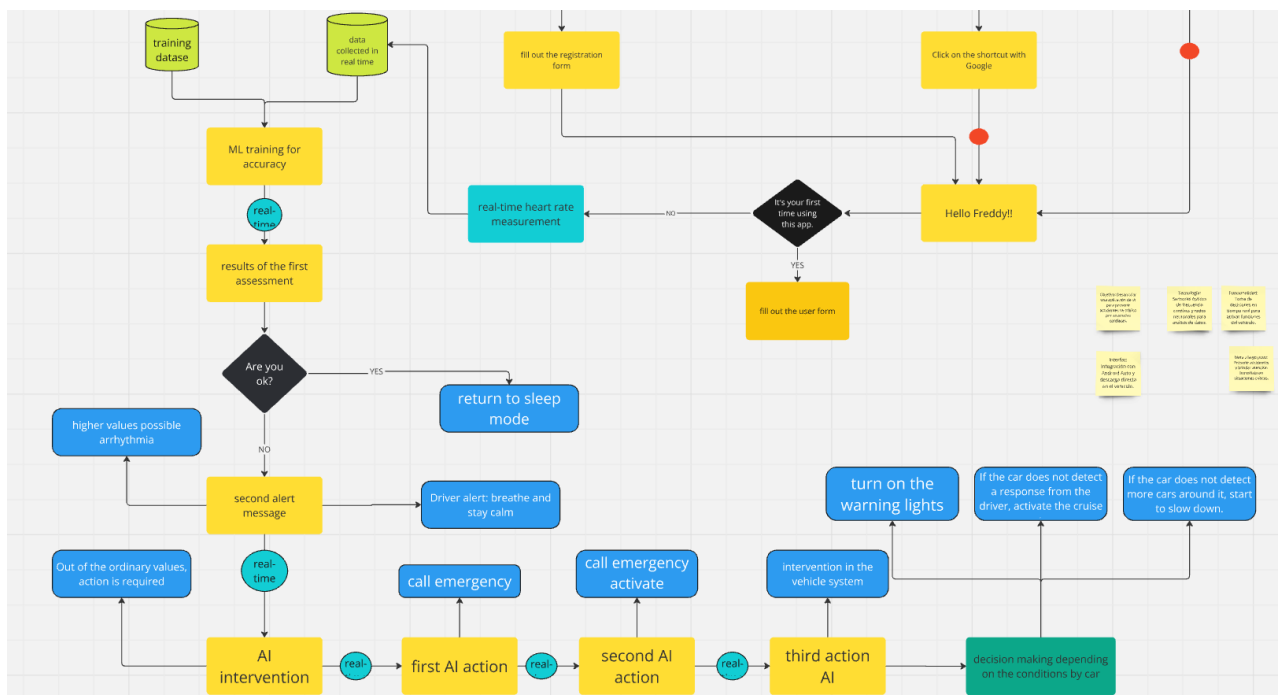 training
datase
data
collected in
real time
fill out the registration
form
Click on the shortcut with
Google
ML training for
accuracy
real-
time
real-time heart rate
measurement
NO
It's your first
time using
this app.
Hello Freddy!!
YES
results of the first
assessment
fill out the user form
Are you
ok?
YES
return to sleep
mode
higher values possible
arrhythmia
NO
second alert
message
Driver alert: breathe and
stay calm
turn on the
warning lights
If the car does not detect
a response from the
driver, activate the cruise
If the car does not detect
more cars around it, start
to slow down.
Out of the ordinary values,
action is required
real-
time
call emergency
call emergency
activate
intervention in the
vehicle system
AI
intervention
real-
first AI action
real-
second AI
action
real-
third action
AI
decision making depending
on the conditions by car